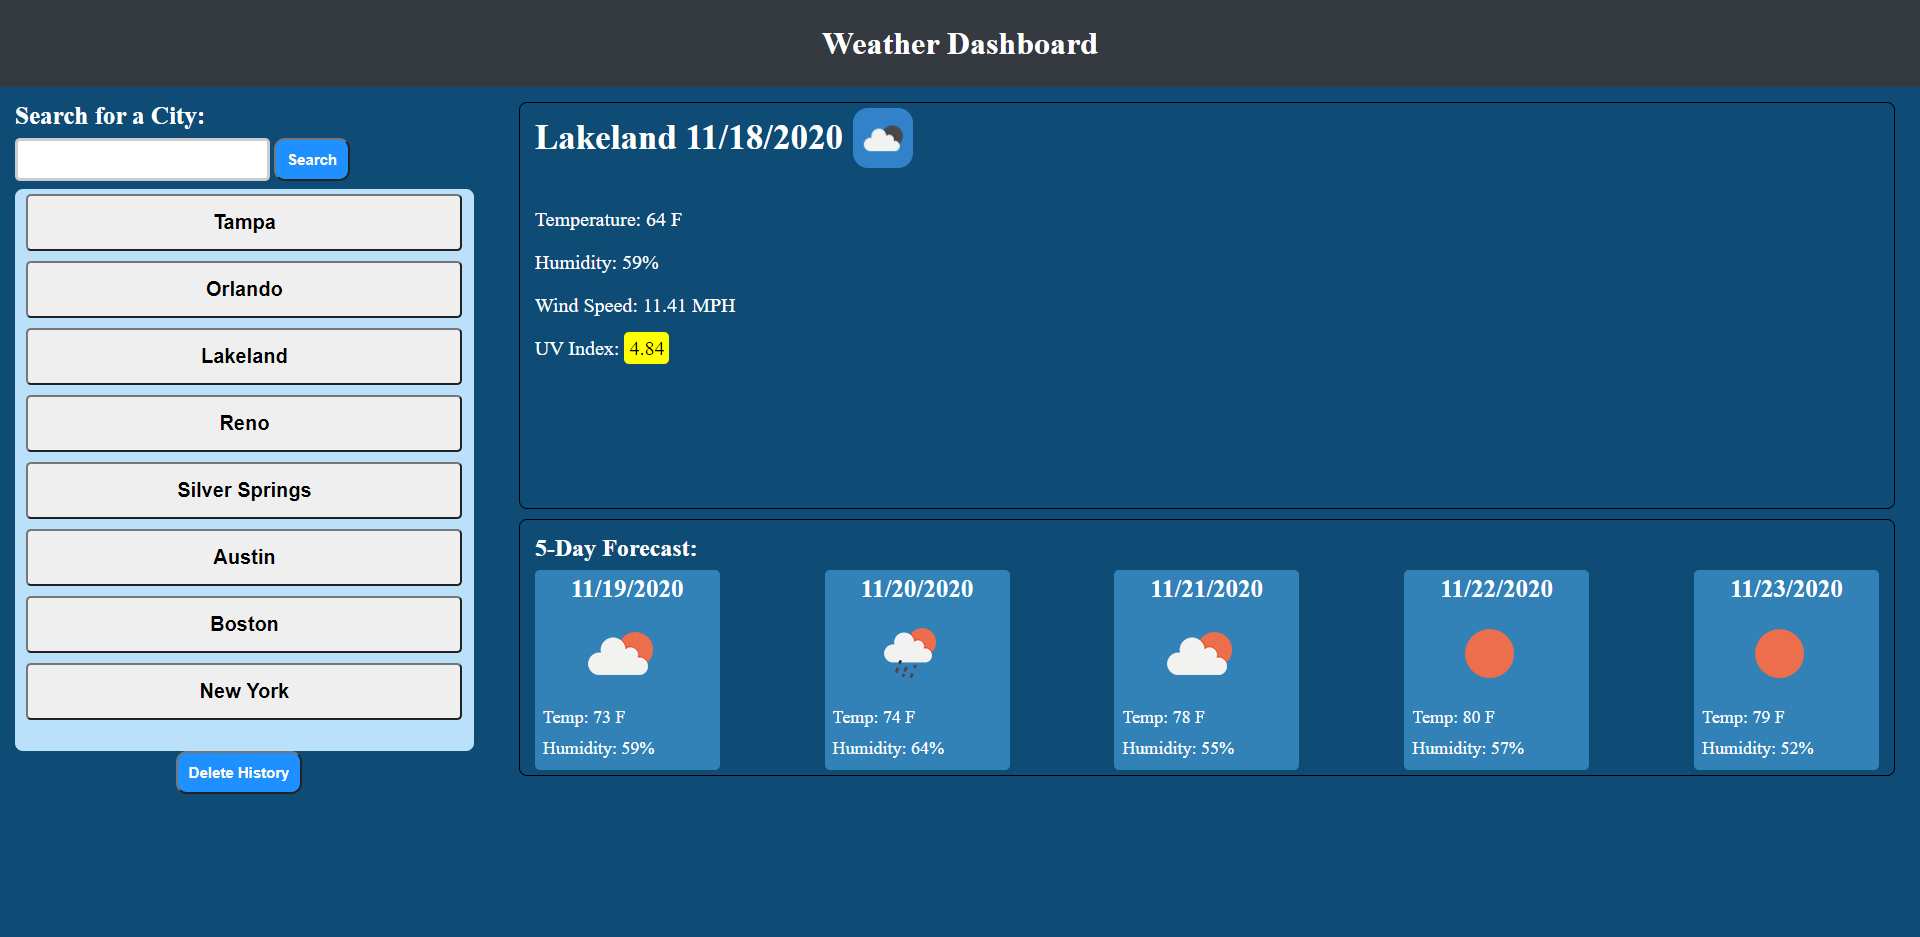 Weather Dashboard
Search for a City:
Search
Tampa
Orlando
Lakeland
Reno
Silver Springs
Austin
Boston
New York
Delete History
Lakeland 11/18/2020
Temperature: 64 F
Humidity: 59%
Wind Speed: 11.41 MPH
UV Index: 4.84
5-Day Forecast:
11/19/2020
Temp: 73 F
Humidity: 59%
11/20/2020
Temp: 74 F
Humidity: 64%
11/21/2020
Temp: 78 F
Humidity: 55%
11/22/2020
Temp: 80 F
Humidity: 57%
11/23/2020
Temp: 79 F
Humidity: 52%